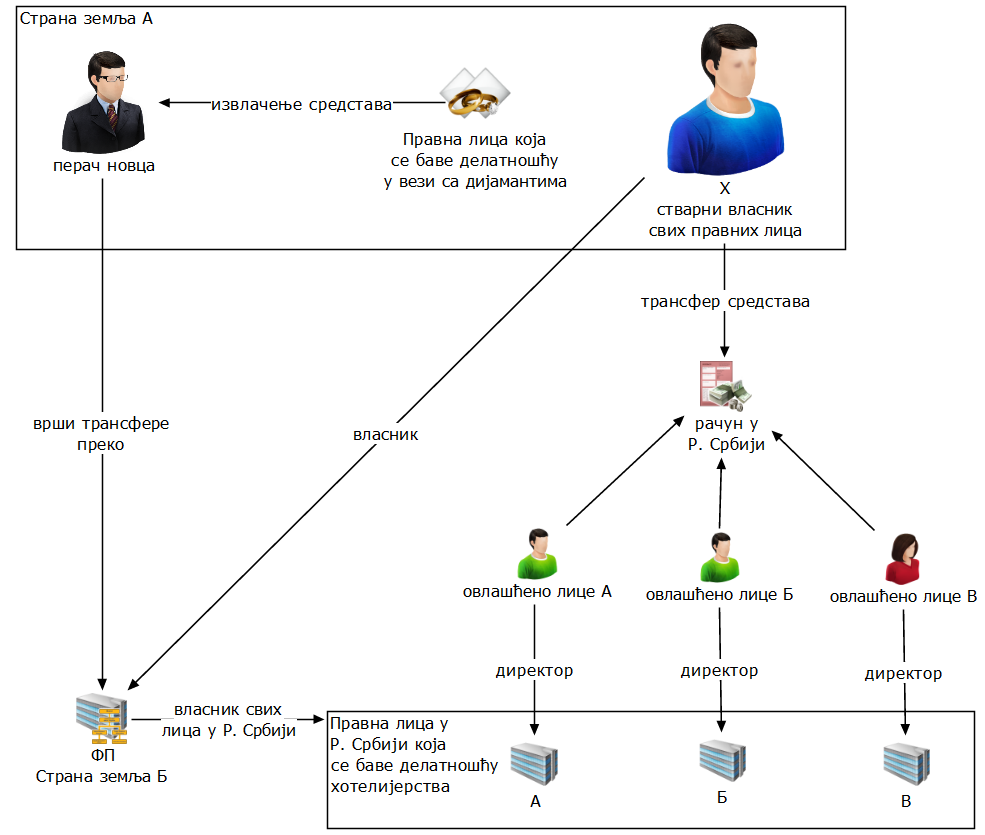 Страна земља А
извлачење средстава
перач новца
Правна лица која
се баве делатношћу
у вези са дијамантима
X
стварни власник
свих правних лица
трансфер средстава
врши трансфере
преко
власник
рачун у
Р. Србији
овлашћено лице А
овлашћено лице Б
овлашћено лице В
директор
директор
директор
власник свих
лица у Р. Србији
ФП
Страна земља Б
Правна лица у
Р. Србији која
се баве делатношћу
хотелијерства
А
Б
В